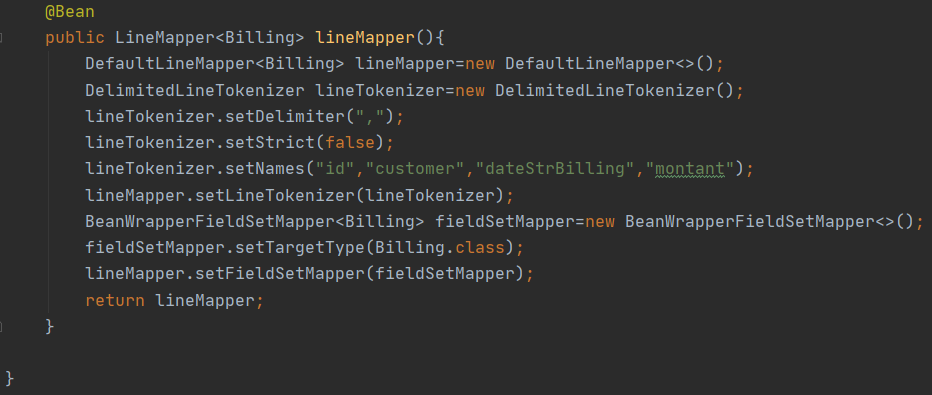 @Bean
public LineMapper<Billing> lineMapper(){
DefaultLineMapper<Billing> lineMapper=new DefaultLineMapper<>();
DelimitedLineTokenizer lineTokenizer=new DelimitedLineTokenizer();
lineTokenizer.setDelimiter(",");
lineTokenizer.setStrict(false);
lineTokenizer.setNames("id","customer","dateStrBilling","montant");
lineMapper.setLineTokenizer(lineTokenizer);
BeanWrapperFieldSetMapper<Billing> fieldSetMapper=new BeanWrapperFieldSetMapper<>();
fieldSetMapper.setTargetType(Billing.class);
lineMapper.setFieldSetMapper(fieldSetMapper);
return lineMapper;
}
}